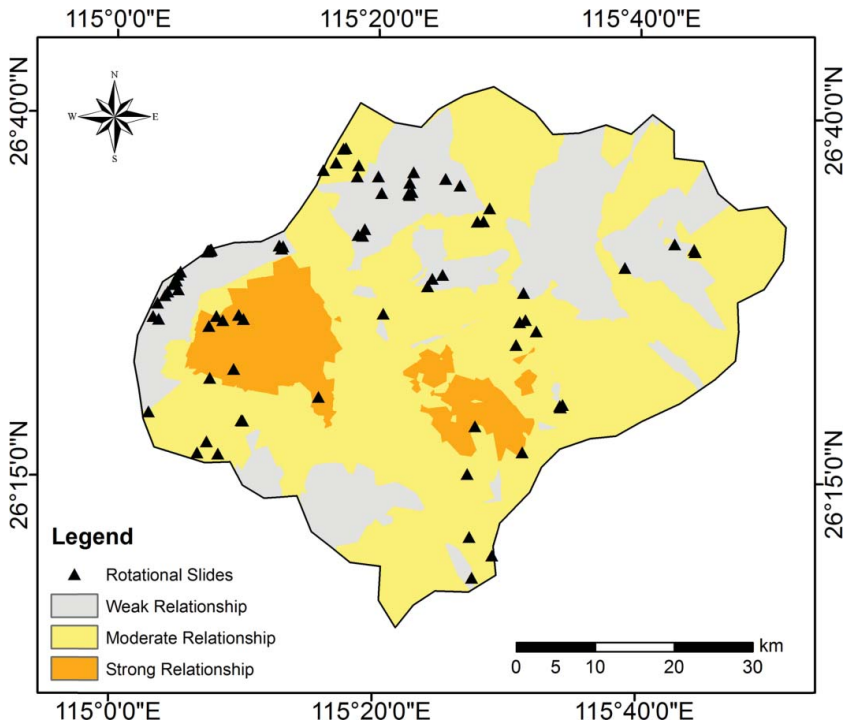 115°0'0"E 115°20'0"E 115°40'0"E
26°40'0"N
26°40'0"N
N
W E
S
26°15'0"N
26°15'0"N
Legend
Rotational Slides
Weak Relationship
Moderate Relationship
Strong Relationship
km
0 5 10 20 30
115°0'0"E 115°20'0"E 115°40'0"E